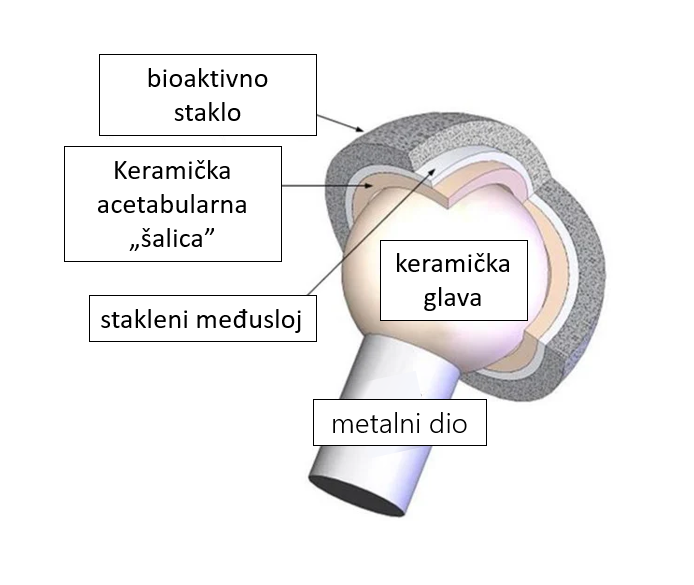 bioaktivno
staklo
Keramička
acetabularna
„šalica”
stakleni međusloj
keramička
glava
metalni dio